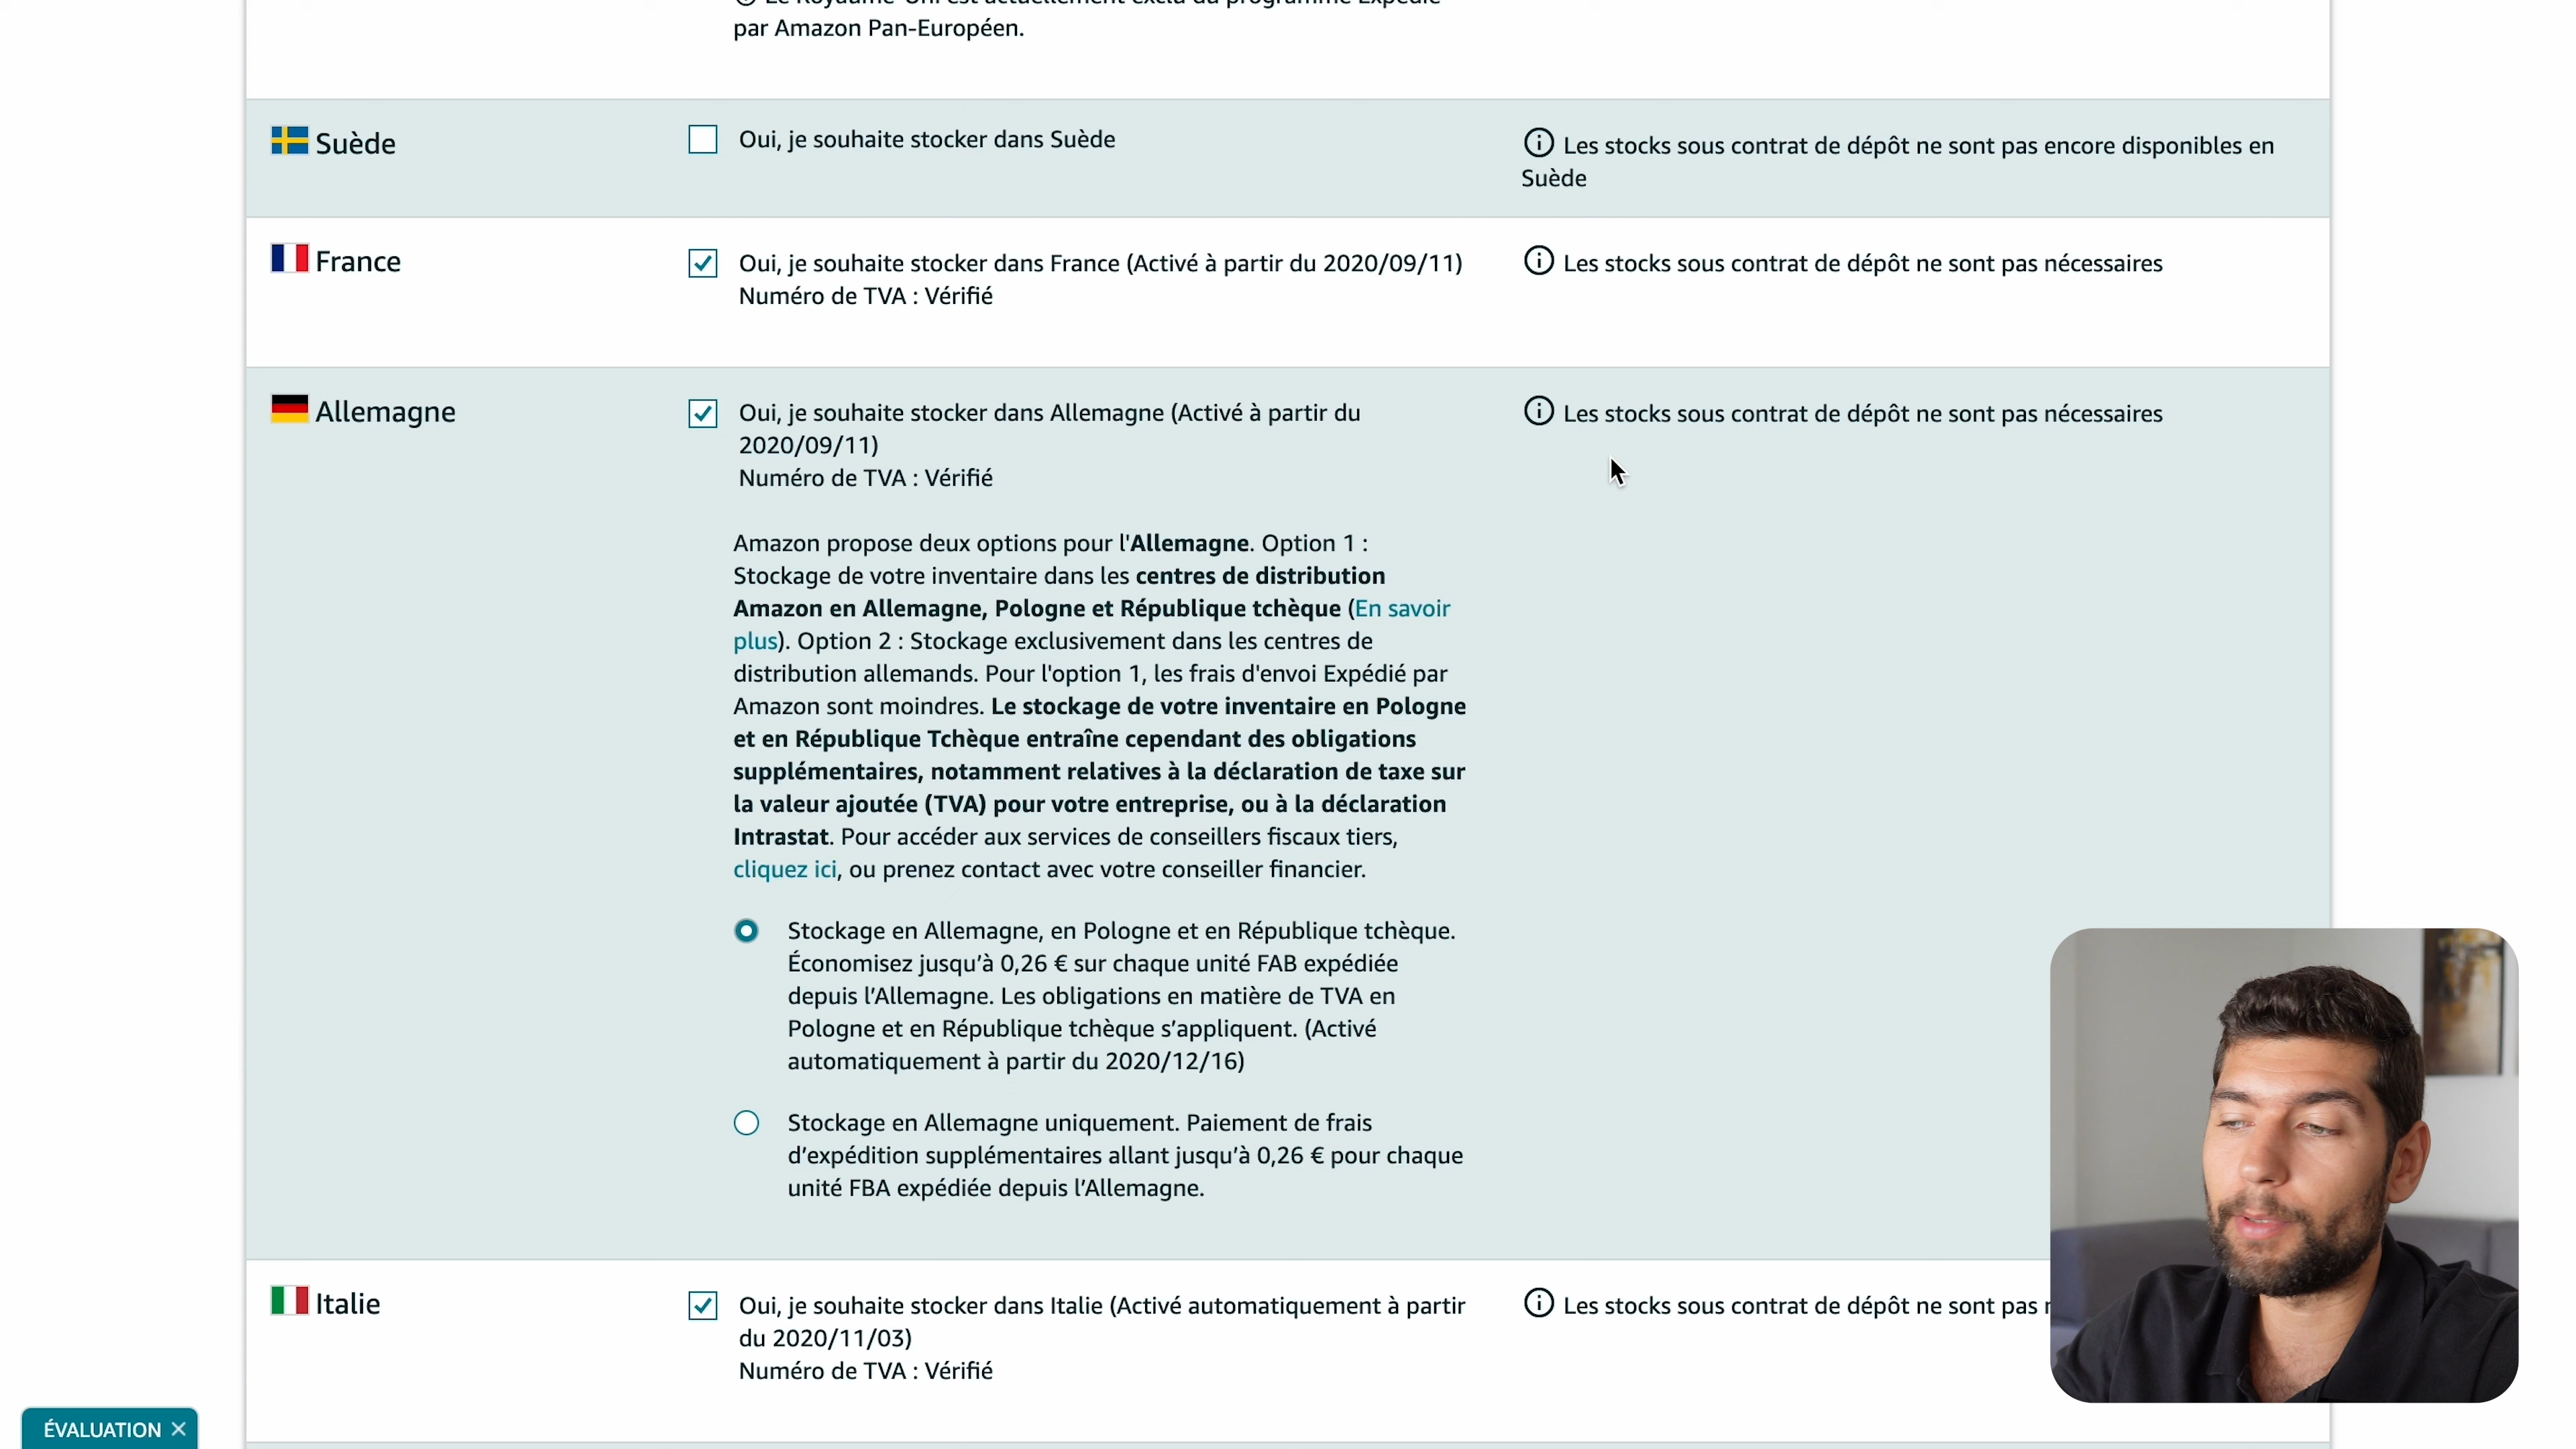 par Amazon Pan-Européen.
Suède
Oui, je souhaite stocker dans Suède
Les stocks sous contrat de dépôt ne sont pas encore disponibles en
Suède
France
Oui, je souhaite stocker dans France (Activé à partir du 2020/09/11)
Numéro de TVA : Vérifié
Les stocks sous contrat de dépôt ne sont pas nécessaires
Allemagne
Oui, je souhaite stocker dans Allemagne (Activé à partir du
2020/09/11)
Numéro de TVA : Vérifié
Les stocks sous contrat de dépôt ne sont pas nécessaires
Amazon propose deux options pour l'Allemagne. Option 1 :
Stockage de votre inventaire dans les centres de distribution
Amazon en Allemagne, Pologne et République tchèque (En savoir
plus). Option 2 : Stockage exclusivement dans les centres de
distribution allemands. Pour l'option 1, les frais d'envoi Expédié par
Amazon sont moindres. Le stockage de votre inventaire en Pologne
et en République Tchèque entraîne cependant des obligations
supplémentaires, notamment relatives à la déclaration de taxe sur
la valeur ajoutée (TVA) pour votre entreprise, ou à la déclaration
Intrastat. Pour accéder aux services de conseillers fiscaux tiers,
cliquez ici, ou prenez contact avec votre conseiller financier.
Stockage en Allemagne, en Pologne et en République tchèque.
Économisez jusqu’à 0,26 € sur chaque unité FAB expédiée
depuis l’Allemagne. Les obligations en matière de TVA en
Pologne et en République tchèque s’appliquent. (Activé
automatiquement à partir du 2020/12/16)
Stockage en Allemagne uniquement. Paiement de frais
d’expédition supplémentaires allant jusqu’à 0,26 € pour chaque
unité FBA expédiée depuis l’Allemagne.
Italie
Oui, je souhaite stocker dans Italie (Activé automatiquement à partir
du 2020/11/03)
Numéro de TVA : Vérifié
Les stocks sous contrat de dépôt ne sont pas
ÉVALUATION